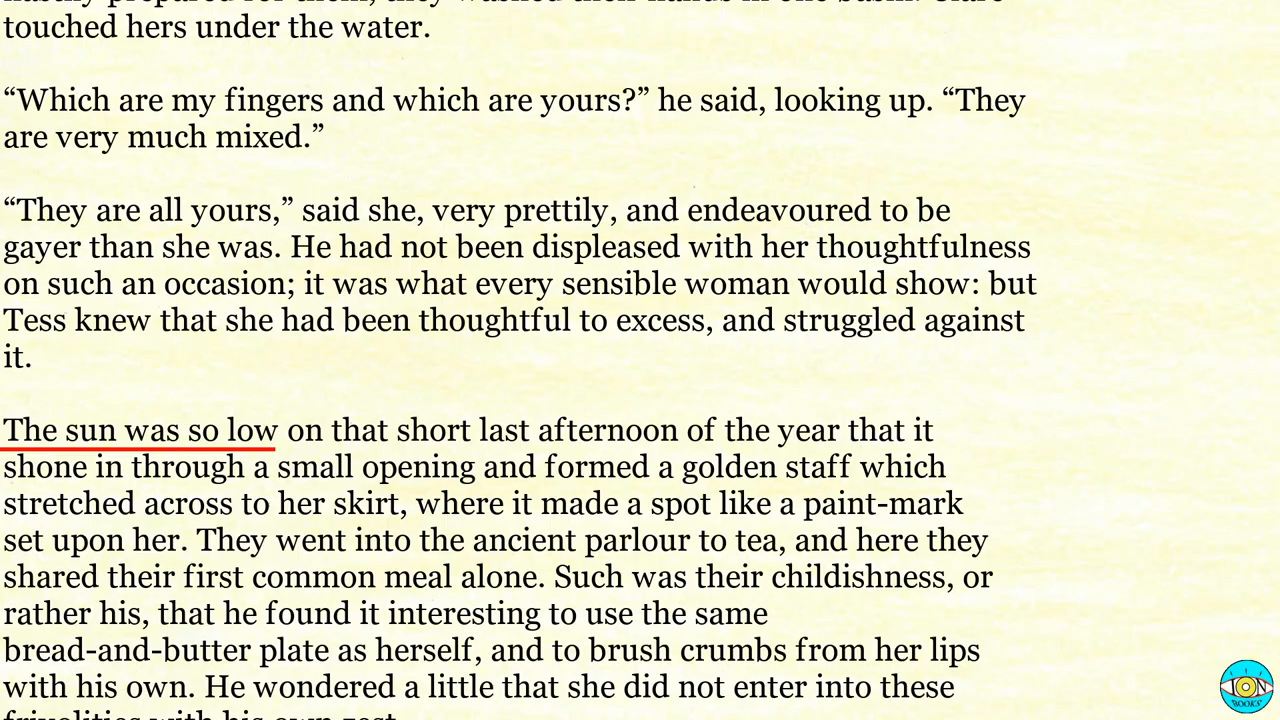 touched hers under the water.
“Which are my fingers and which are yours?” he said, looking up. “They
are very much mixed.”
“They are all yours,” said she, very prettily, and endeavoured to be
gayer than she was. He had not been displeased with her thoughtfulness
on such an occasion; it was what every sensible woman would show: but
Tess knew that she had been thoughtful to excess, and struggled against
it.
The sun was so low on that short last afternoon of the year that it
shone in through a small opening and formed a golden staff which
stretched across to her skirt, where it made a spot like a paint-mark
set upon her. They went into the ancient parlour to tea, and here they
shared their first common meal alone. Such was their childishness, or
rather his, that he found it interesting to use the same
bread-and-butter plate as herself, and to brush crumbs from her lips
with his own. He wondered a little that she did not enter into these
frivolities with his own zest.
ION
BOOKS